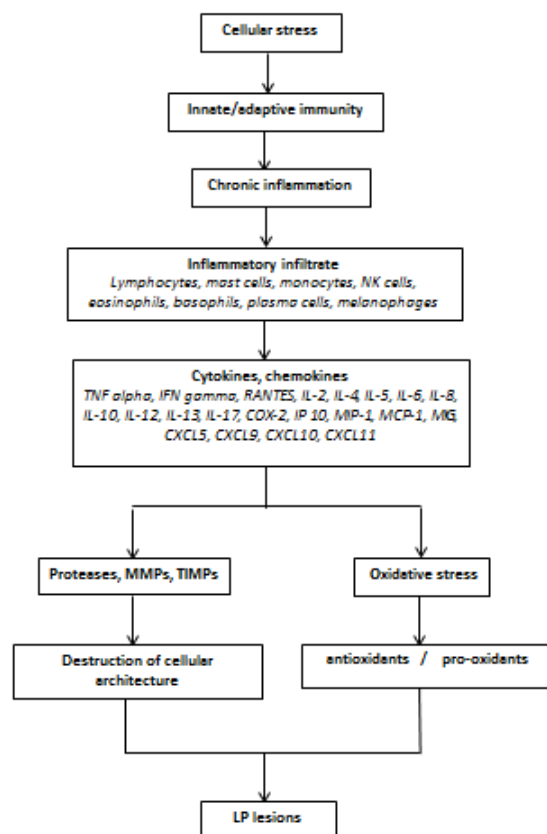 Cellular stress
Innate/adaptive immunity
Chronic inflammation
Inflammatory infiltrate
Lymphocytes, mast cells, monocytes, NK cells,
eosinophils, basophils, plasma cells, melanophages
Cytokines, chemokines
TNF alpha, IFN gamma, RANTES, IL-2, IL-4, IL-5, IL-6, IL-8,
IL-10, IL-12, IL-13, IL-17, COX-2, IP 10, MIP-1, MCP-1, MIG,
CXCL5, CXCL9, CXCL10, CXCL11
Proteases, MMPs, TIMPs
Oxidative stress
Destruction of cellular
architecture
antioxidants / pro-oxidants
LP lesions